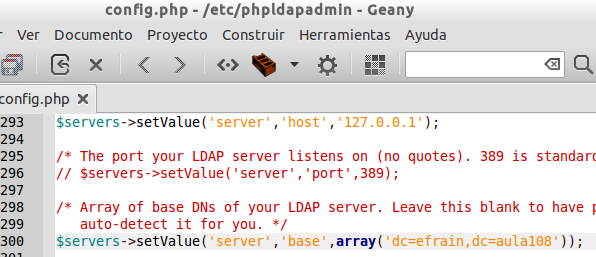 config.php - /etc/phpldapadmin - Geany
r Ver Documento Proyecto Construir Herramientas Ayuda
config.php
293 $servers->setValue('server','host','127.0.0.1');
294
295 /* The port your LDAP server listens on (no quotes). 389 is standard
296 // $servers->setValue('server','port',389);
297
298 /* Array of base DNs of your LDAP server. Leave this blank to have p
299 auto-detect it for you. */
300 $servers->setValue('server','base',array('dc=efrain,dc=aula108'));
301